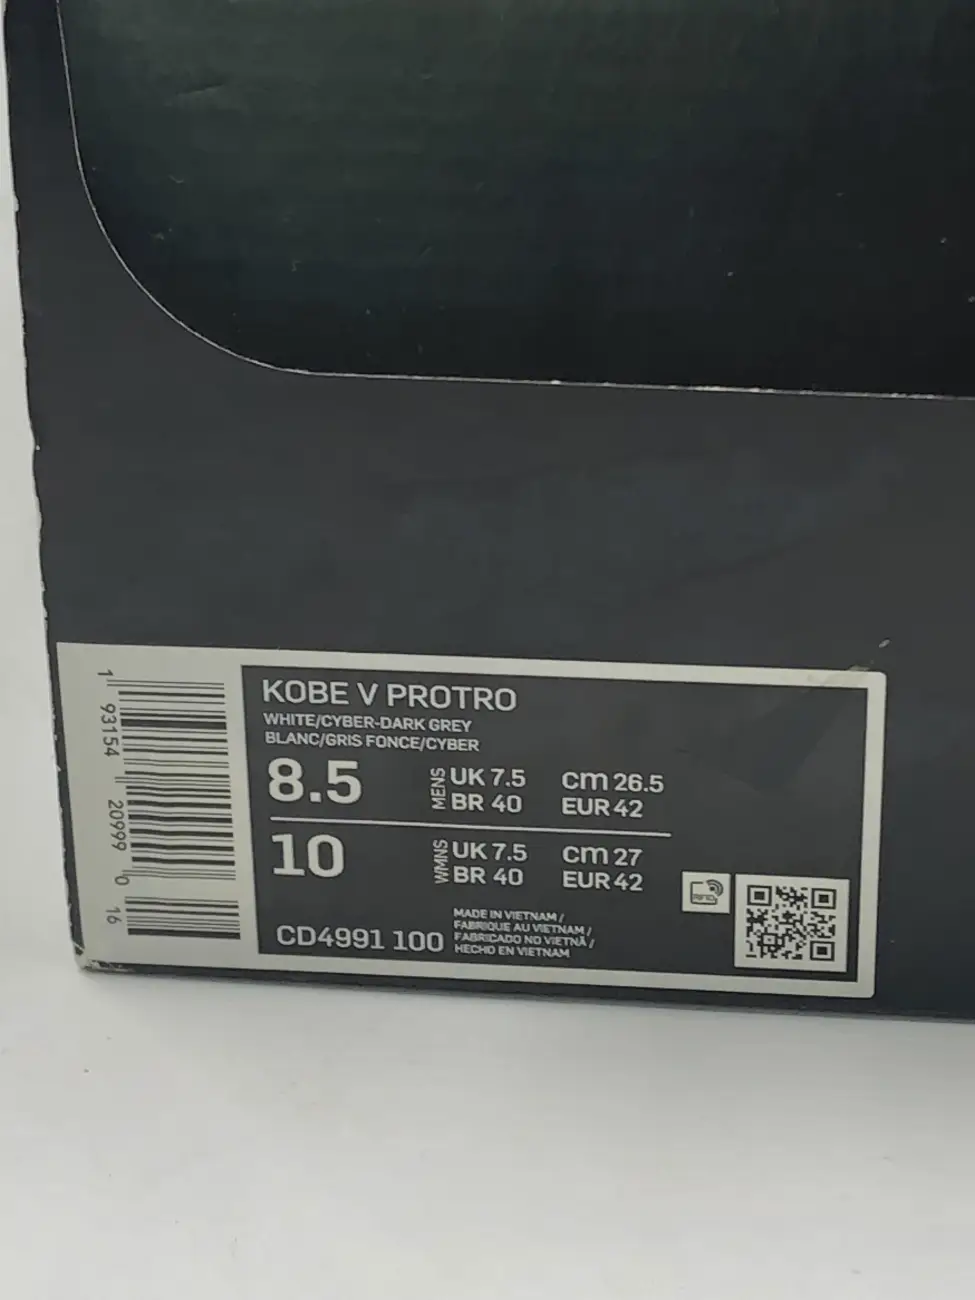 1 93154 20999 0 16
KOBE V PROTRO
WHITE/CYBER-DARK GREY
BLANC/GRIS FONCE/CYBER
8.5 MENS UK 7.5 cm 26.5
BR 40 EUR 42
10 WMNS UK 7.5 cm 27
BR 40 EUR 42
CD4991 100
MADE IN VIETNAM /
FABRIQUE AU VIETNAM /
FABRICADO NO VIETNÃ /
HECHO EN VIETNAM
RFID